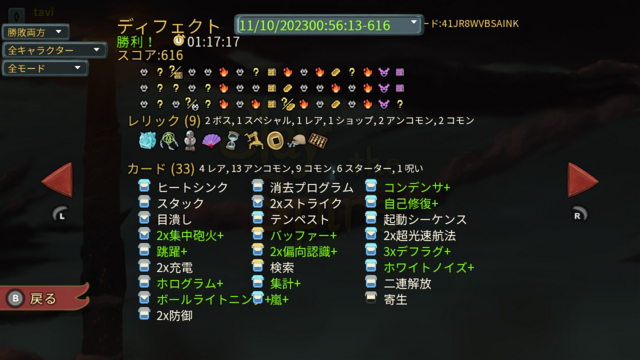 tavi
ディフェクト
11/10/202300:56:13-616
ード:41JR8WVBSAINK
勝敗両方
勝利！
01:17:17
全キャラクター
スコア:616
全モード
レリック (9) 2 ボス, 1 スペシャル, 1 レア, 1 ショップ, 2 アンコモン, 2 コモン
カード (33) 4 レア, 13 アンコモン, 9 コモン, 6 スターター, 1 呪い
ヒートシンク 消去プログラム コンデンサ+
スタック 2xストライク 自己修復+
目潰し テンペスト 起動シーケンス
2x集中砲火+ バッファー+ 2x超光速航法
跳躍+ 2x偏向認識+ 3xデフラグ+
2x充電 検索 ホワイトノイズ+
ホログラム+ 集計+ 二連解放
ボールライトニング+ 嵐+ 寄生
2x防御
L
R
B 戻る